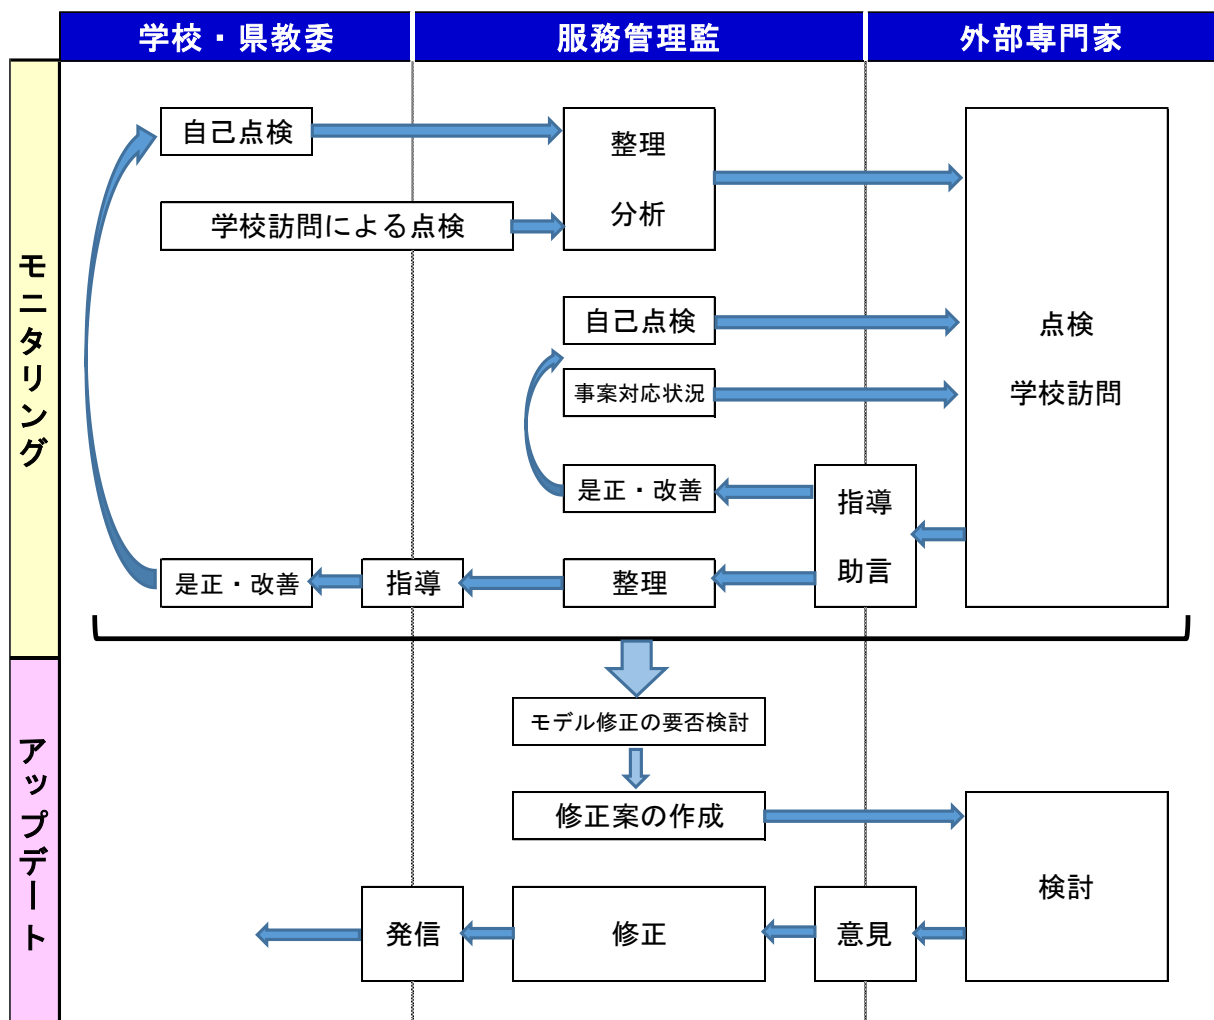 学校・県教委
服務管理監
外部専門家
モニタリング
自己点検
整理
分析
学校訪問による点検
自己点検
事案対応状況
点検
学校訪問
是正・改善
指導
助言
是正・改善
指導
整理
アップデート
モデル修正の要否検討
修正案の作成
検討
発信
修正
意見